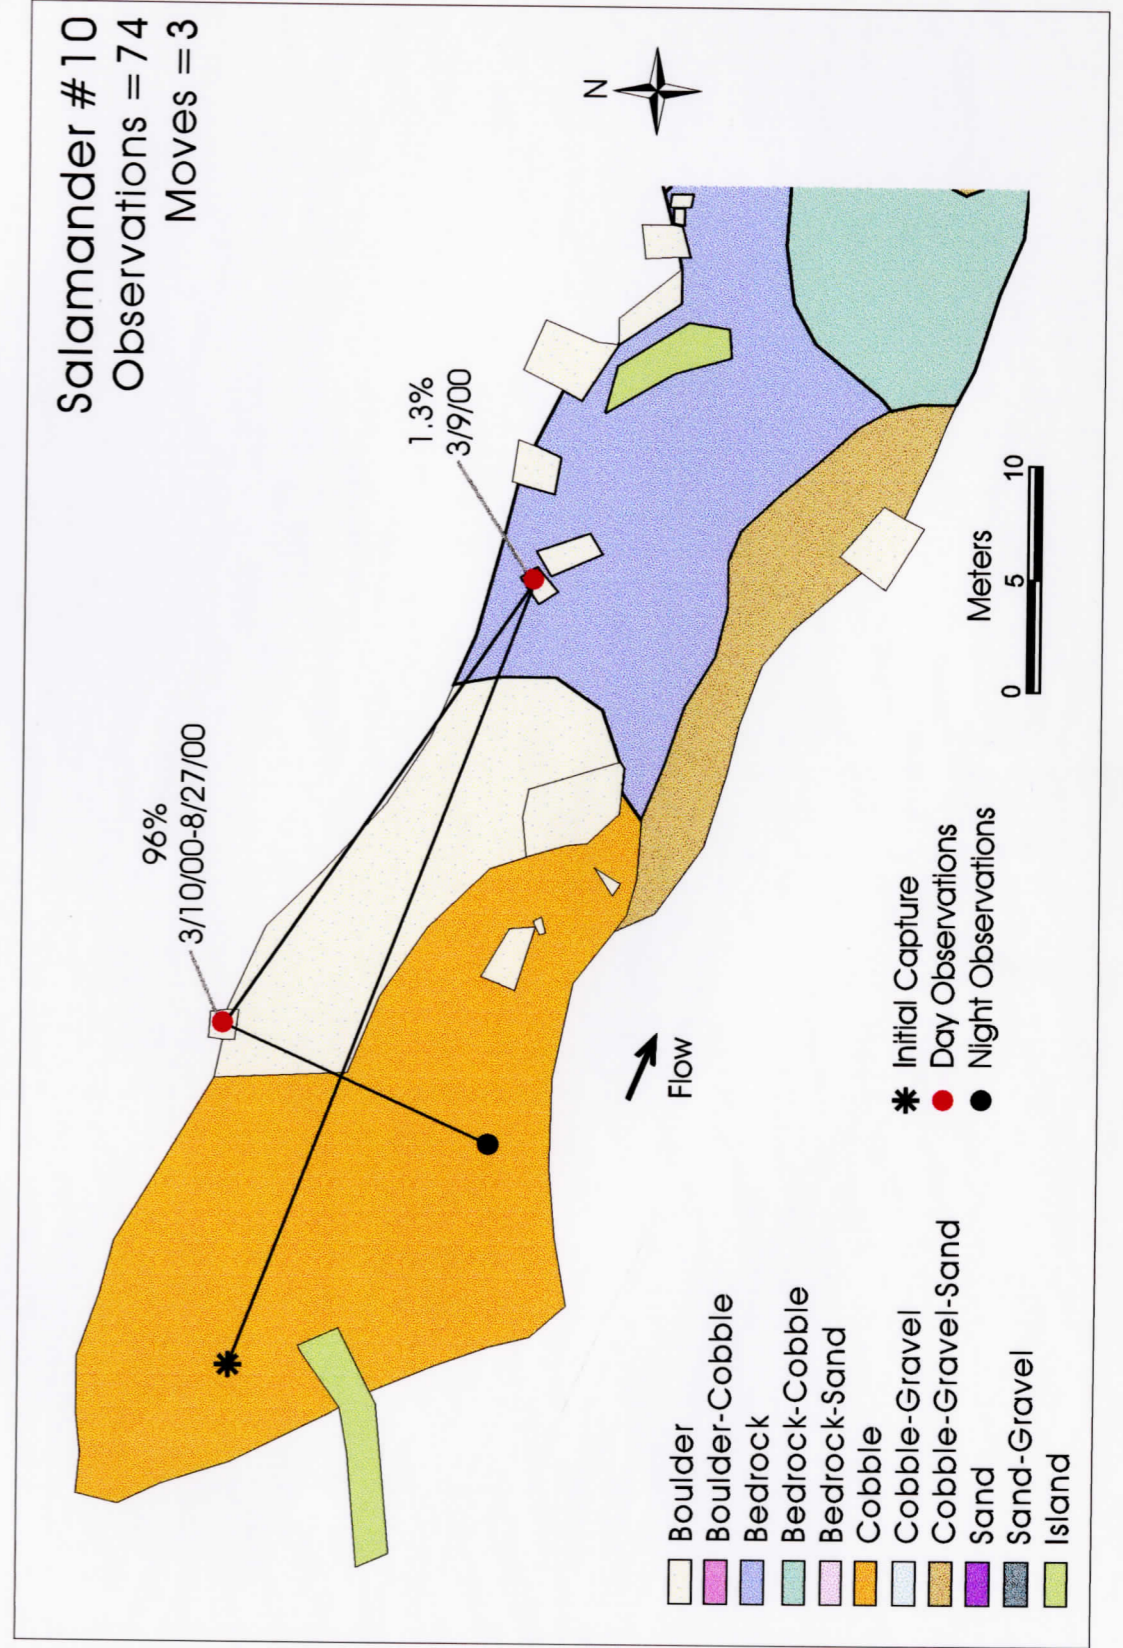 Salamander #10
Observations = 74
Moves = 3
N
96%
3/10/00-8/27/00
1.3%
3/9/00
Flow
0 5 10
Meters
Initial Capture
Day Observations
Night Observations
Boulder
Boulder-Cobble
Bedrock
Bedrock-Cobble
Bedrock-Sand
Cobble
Cobble-Gravel
Cobble-Gravel-Sand
Sand
Sand-Gravel
Island